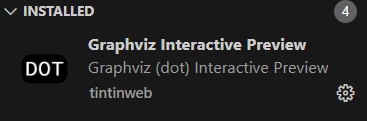 INSTALLED 4
Graphviz Interactive Preview
DOT
Graphviz (dot) Interactive Preview
tintinweb